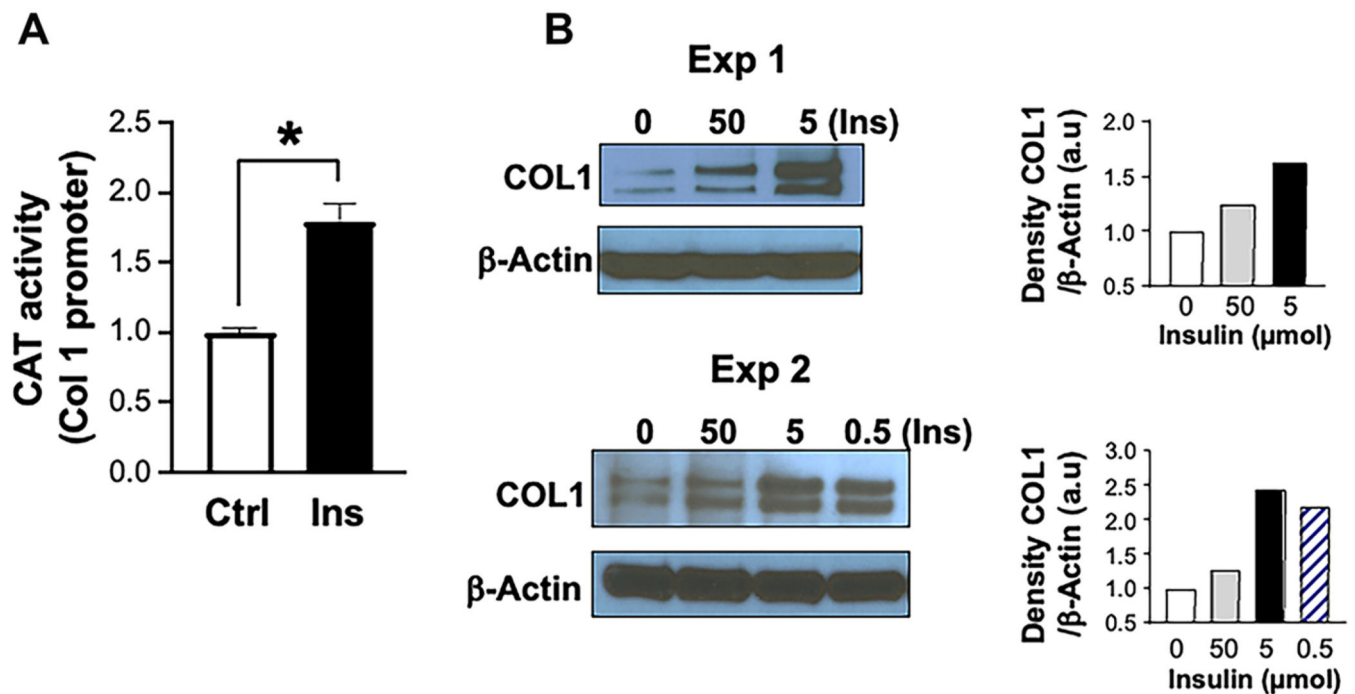 A
CAT activity
(Col 1 promoter)
2.5
2.0
1.5
1.0
0.5
0.0
*
Ctrl Ins
B
Exp 1
0 50 5 (Ins)
COL1
β-Actin
Density COL1
/β-Actin (a.u)
2.0
1.5
1.0
0.5
0 50 5
Insulin (µmol)
Exp 2
0 50 5 0.5 (Ins)
COL1
β-Actin
Density COL1
/β-Actin (a.u)
3.0
2.5
2.0
1.5
1.0
0.5
0 50 5 0.5
Insulin (µmol)